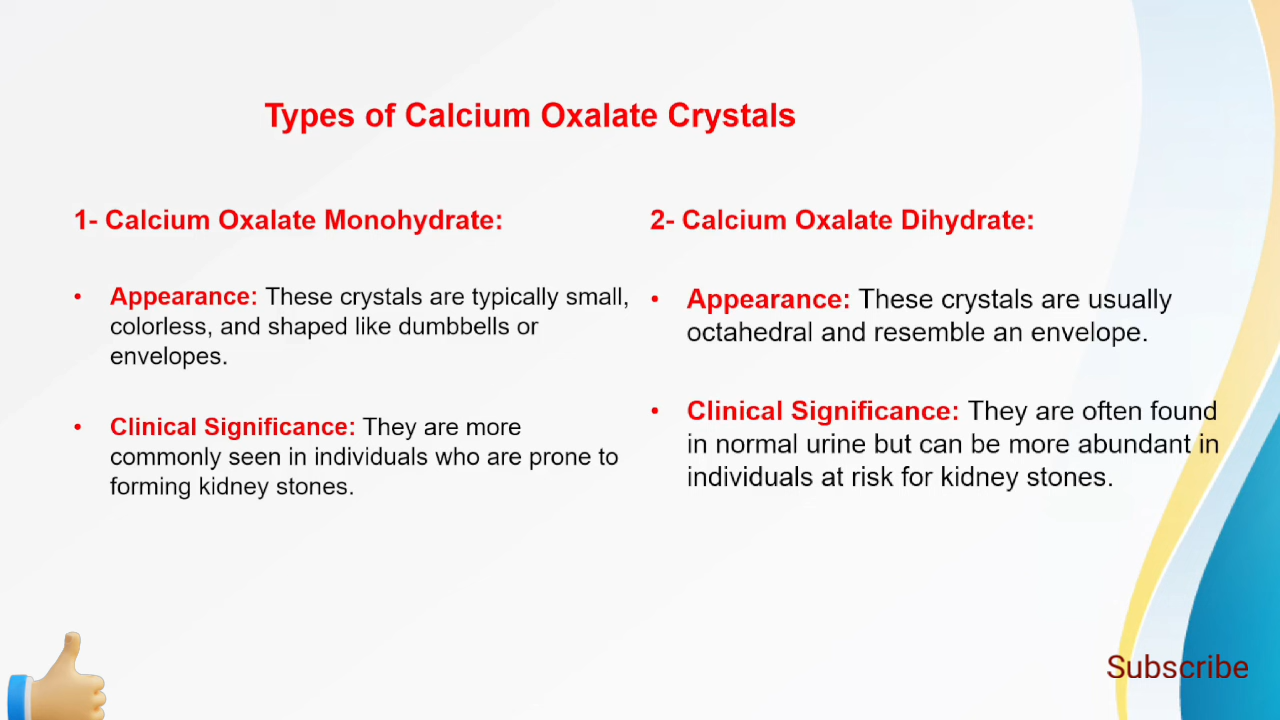 Types of Calcium Oxalate Crystals
1- Calcium Oxalate Monohydrate:
• Appearance: These crystals are typically small,
colorless, and shaped like dumbbells or
envelopes.
• Clinical Significance: They are more
commonly seen in individuals who are prone to
forming kidney stones.
2- Calcium Oxalate Dihydrate:
• Appearance: These crystals are usually
octahedral and resemble an envelope.
• Clinical Significance: They are often found
in normal urine but can be more abundant in
individuals at risk for kidney stones.
Subscribe